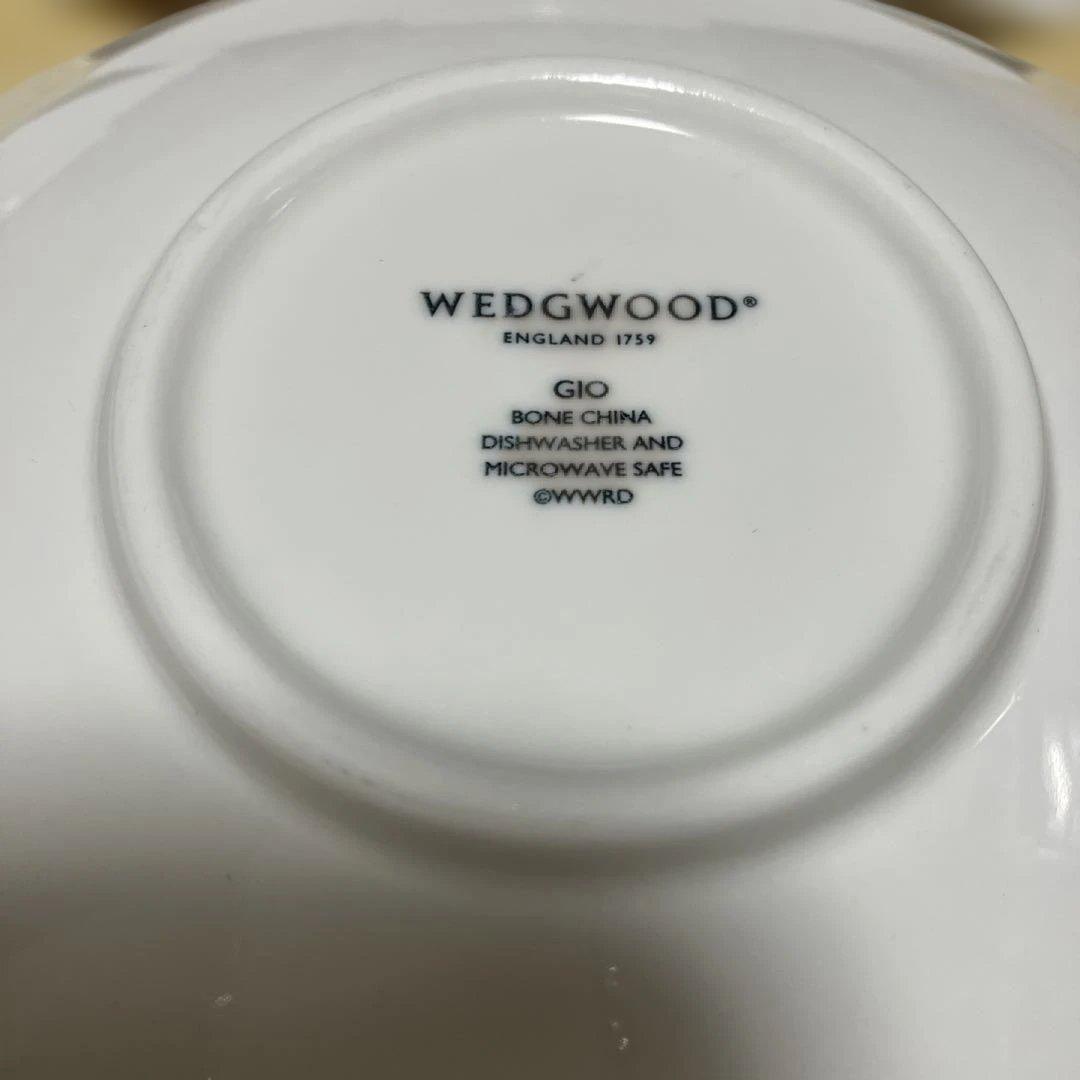 WEDGWOOD®
ENGLAND 1759
GIO
BONE CHINA
DISHWASHER AND
MICROWAVE SAFE
©WWRD